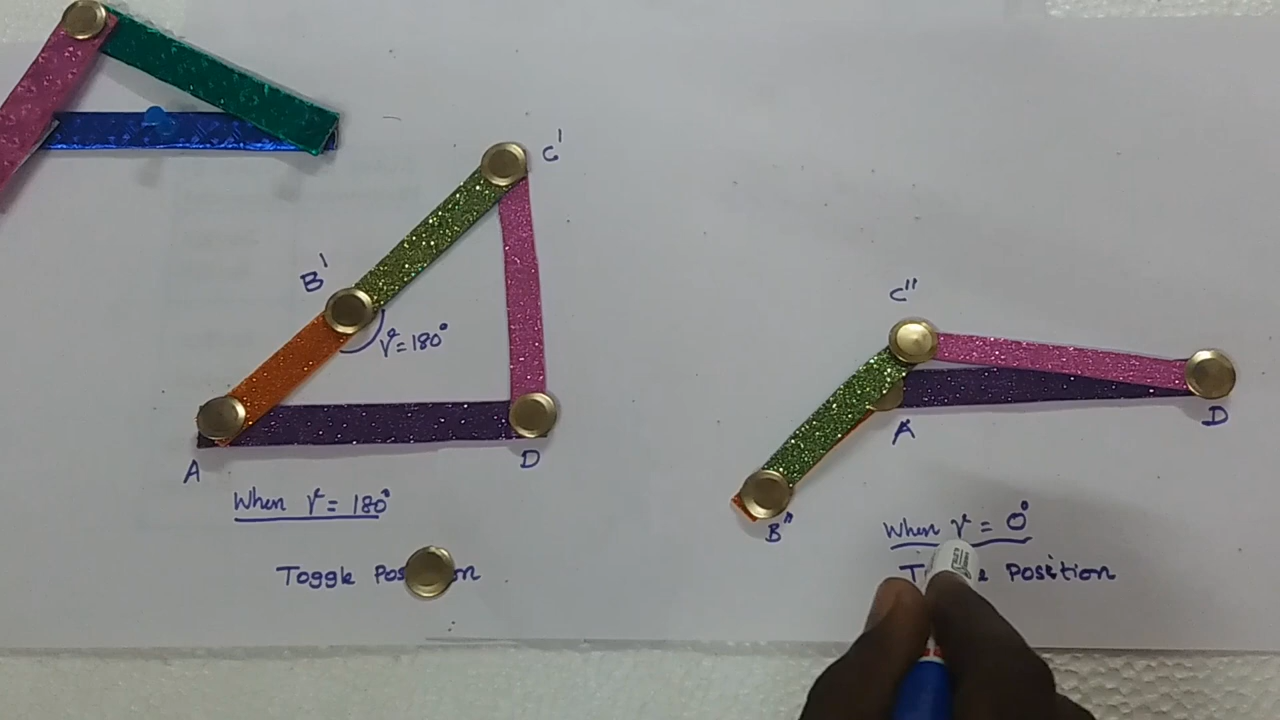 C'
B'
γ=180°
A
D
When γ = 180°
Toggle
C"
A
D
B"
When γ = 0°
Position